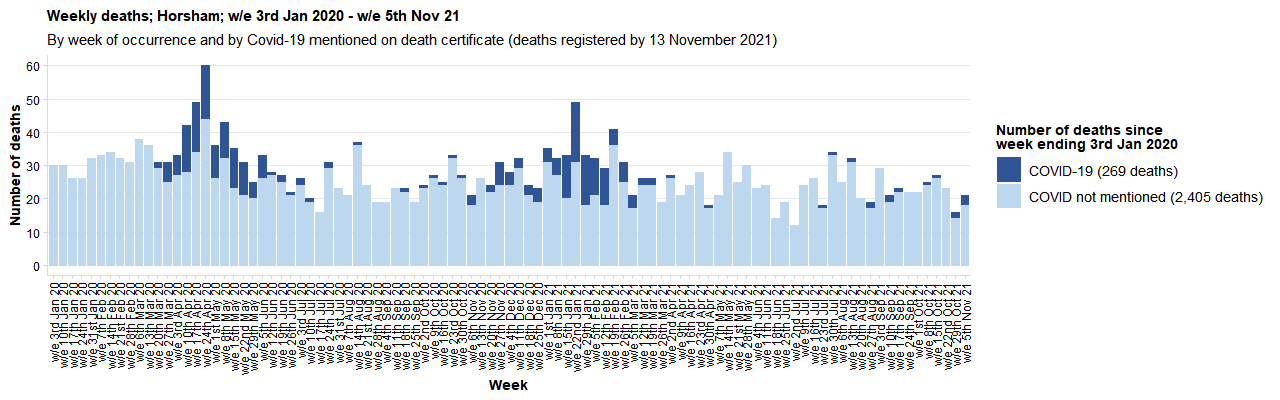 Weekly deaths; Horsham; w/e 3rd Jan 2020 - w/e 5th Nov 21
By week of occurrence and by Covid-19 mentioned on death certificate (deaths registered by 13 November 2021)
Number of deaths
60
50
40
30
20
10
0
w/e 3rd Jan 20
w/e 10th Jan 20
w/e 17th Jan 20
w/e 24th Jan 20
w/e 31st Jan 20
w/e 7th Feb 20
w/e 14th Feb 20
w/e 21st Feb 20
w/e 28th Feb 20
w/e 6th Mar 20
w/e 13th Mar 20
w/e 20th Mar 20
w/e 27th Mar 20
w/e 3rd Apr 20
w/e 10th Apr 20
w/e 17th Apr 20
w/e 24th Apr 20
w/e 1st May 20
w/e 8th May 20
w/e 15th May 20
w/e 22nd May 20
w/e 29th May 20
w/e 5th Jun 20
w/e 12th Jun 20
w/e 19th Jun 20
w/e 26th Jun 20
w/e 3rd Jul 20
w/e 10th Jul 20
w/e 17th Jul 20
w/e 24th Jul 20
w/e 31st Jul 20
w/e 7th Aug 20
w/e 14th Aug 20
w/e 21st Aug 20
w/e 28th Aug 20
w/e 4th Sep 20
w/e 11th Sep 20
w/e 18th Sep 20
w/e 25th Sep 20
w/e 2nd Oct 20
w/e 9th Oct 20
w/e 16th Oct 20
w/e 23rd Oct 20
w/e 30th Oct 20
w/e 6th Nov 20
w/e 13th Nov 20
w/e 20th Nov 20
w/e 27th Nov 20
w/e 4th Dec 20
w/e 11th Dec 20
w/e 18th Dec 20
w/e 25th Dec 20
w/e 1st Jan 21
w/e 8th Jan 21
w/e 15th Jan 21
w/e 22nd Jan 21
w/e 29th Jan 21
w/e 5th Feb 21
w/e 12th Feb 21
w/e 19th Feb 21
w/e 26th Feb 21
w/e 5th Mar 21
w/e 12th Mar 21
w/e 19th Mar 21
w/e 26th Mar 21
w/e 2nd Apr 21
w/e 9th Apr 21
w/e 16th Apr 21
w/e 23rd Apr 21
w/e 30th Apr 21
w/e 7th May 21
w/e 14th May 21
w/e 21st May 21
w/e 28th May 21
w/e 4th Jun 21
w/e 11th Jun 21
w/e 18th Jun 21
w/e 25th Jun 21
w/e 2nd Jul 21
w/e 9th Jul 21
w/e 16th Jul 21
w/e 23rd Jul 21
w/e 30th Jul 21
w/e 6th Aug 21
w/e 13th Aug 21
w/e 20th Aug 21
w/e 27th Aug 21
w/e 3rd Sep 21
w/e 10th Sep 21
w/e 17th Sep 21
w/e 24th Sep 21
w/e 1st Oct 21
w/e 8th Oct 21
w/e 15th Oct 21
w/e 22nd Oct 21
w/e 29th Oct 21
w/e 5th Nov 21
Week
Number of deaths since
week ending 3rd Jan 2020
COVID-19 (269 deaths)
COVID not mentioned (2,405 deaths)